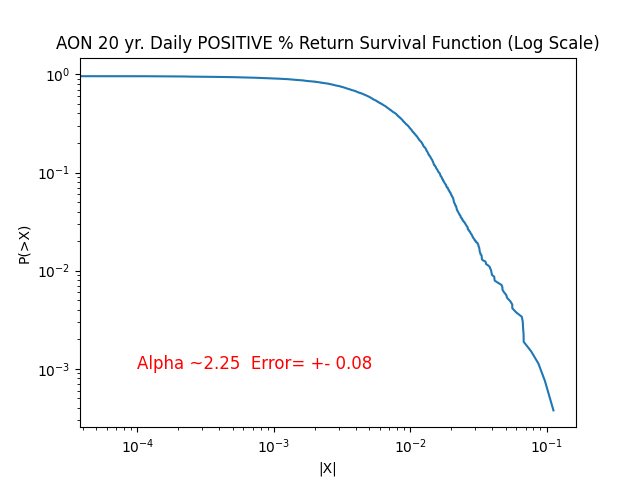 AON 20 yr. Daily POSITIVE % Return Survival Function (Log Scale)
10⁰
10⁻¹
10⁻²
10⁻³
P(>X)
Alpha ~2.25  Error= +- 0.08
10⁻⁴
10⁻³
10⁻²
10⁻¹
|X|